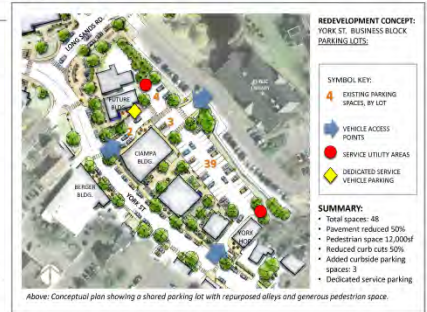 REDEVELOPMENT CONCEPT:
YORK ST. BUSINESS BLOCK
PARKING LOTS:
SYMBOL KEY:
4 EXISTING PARKING
SPACES, BY LOT
VEHICLE ACCESS
POINTS
SERVICE UTILITY AREAS
DEDICATED SERVICE
VEHICLE PARKING
SUMMARY:
• Total spaces: 48
• Pavement reduced 50%
• Pedestrian space 12,000sf
• Reduced curb cuts 50%
• Added curbside parking
spaces: 3
• Dedicated service parking
LONG SANDS RD.
PUBLIC
LIBRARY
4
FUTURE
BLDG.
2
3
CIAMPA
BLDG.
39
BERGER
BLDG.
YORK ST
YORK
Above: Conceptual plan showing a shared parking lot with repurposed alleys and generous pedestrian space.